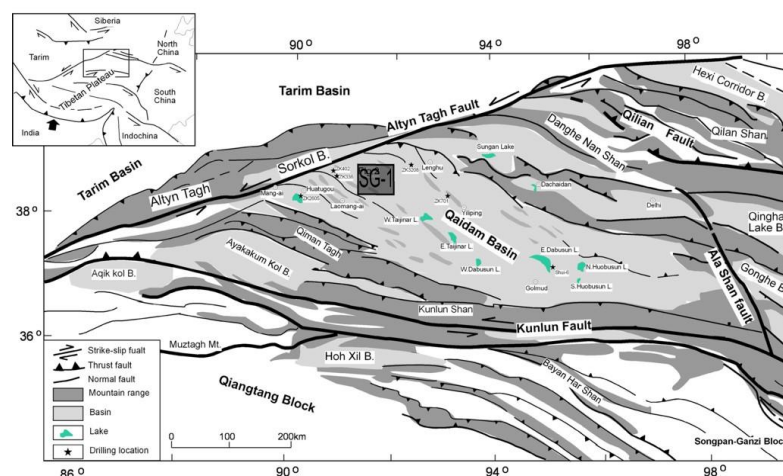 Siberia
Tarim
North
China
Tibetan Plateau
South
China
India
Indochina
90°
94°
98°
Tarim Basin
Hexi Corridor B
Altyn Tagh Fault
Qilian Fault
Qilan Shan
Danghe Nan Shan
Sorkol B.
Sungan Lake
Lenghu
SG-1
Tarim Basin
Altyn Tagh
Mang-ai
Huatugou
Laomang-ai
ZK701
Dachaidan
Delhi
Yiliping
38°
W.Taijinar L.
Qaidam Basin
Qinghai
Lake B
Qiman Tagh
E.Taijinar L.
E.Dabusun L.
Ayakakum Kol B.
W.Dabusun L.
N.Huobusun L.
Ala Shan fault
Aqik kol B.
Golmud
S.Huobusun L.
Gonghe B
Kunlun Shan
Kunlun Fault
36°
Muztagh Mt.
Hoh Xil B.
Bayan Har Shan
Qiangtang Block
Songpan-Ganzi Block
Strike-slip fualt
Thrust fault
Normal fault
Mountain range
Basin
Lake
Drilling location
0 100 200km
86°
90°
94°
98°